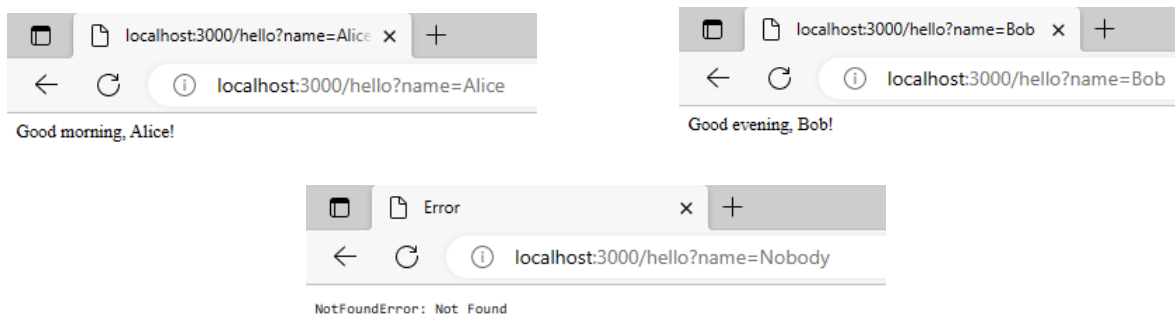 localhost:3000/hello?name=Alice
localhost:3000/hello?name=Alice
Good morning, Alice!
localhost:3000/hello?name=Bob
localhost:3000/hello?name=Bob
Good evening, Bob!
Error
localhost:3000/hello?name=Nobody
NotFoundError: Not Found